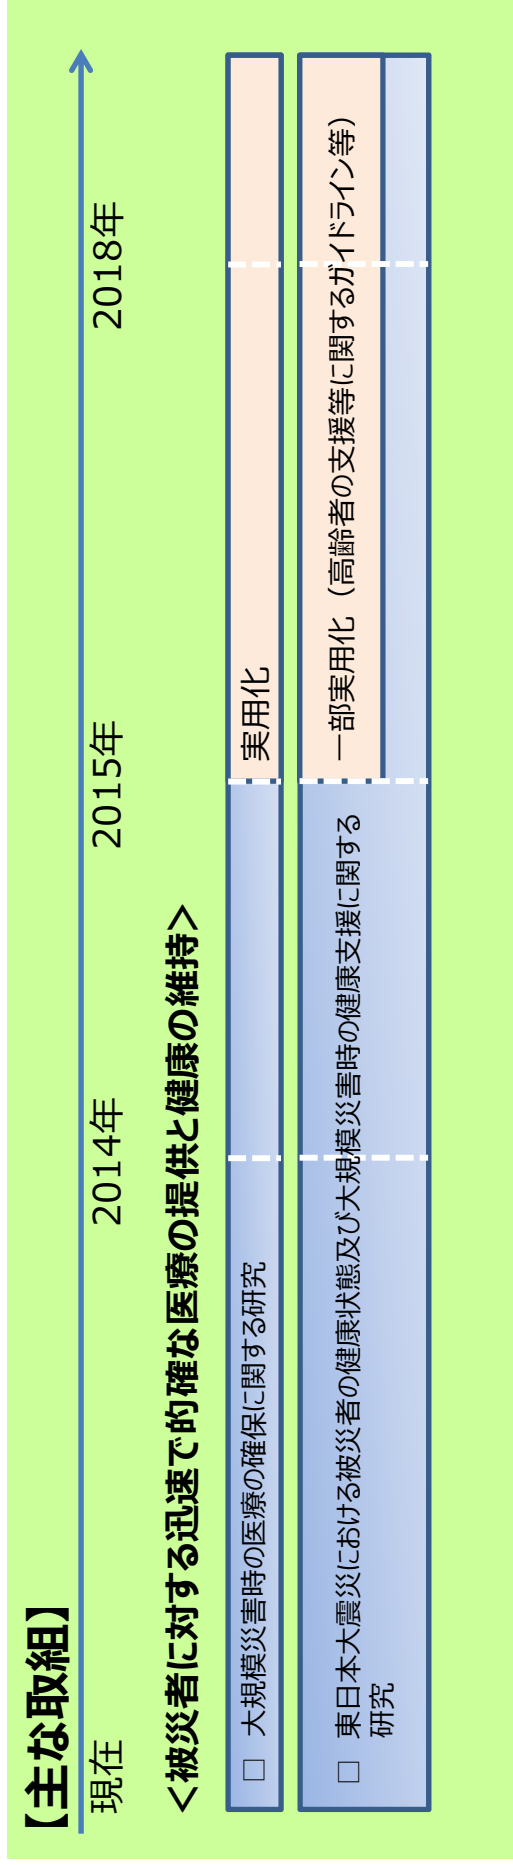 【主な取組】
現在
2014年
2015年
2018年
＜被災者に対する迅速で的確な医療の提供と健康の維持＞
□ 大規模災害時の医療の確保に関する研究
実用化
□ 東日本大震災における被災者の健康状態及び大規模災害時の健康支援に関する
研究
一部実用化（高齢者の支援等に関するガイドライン等）